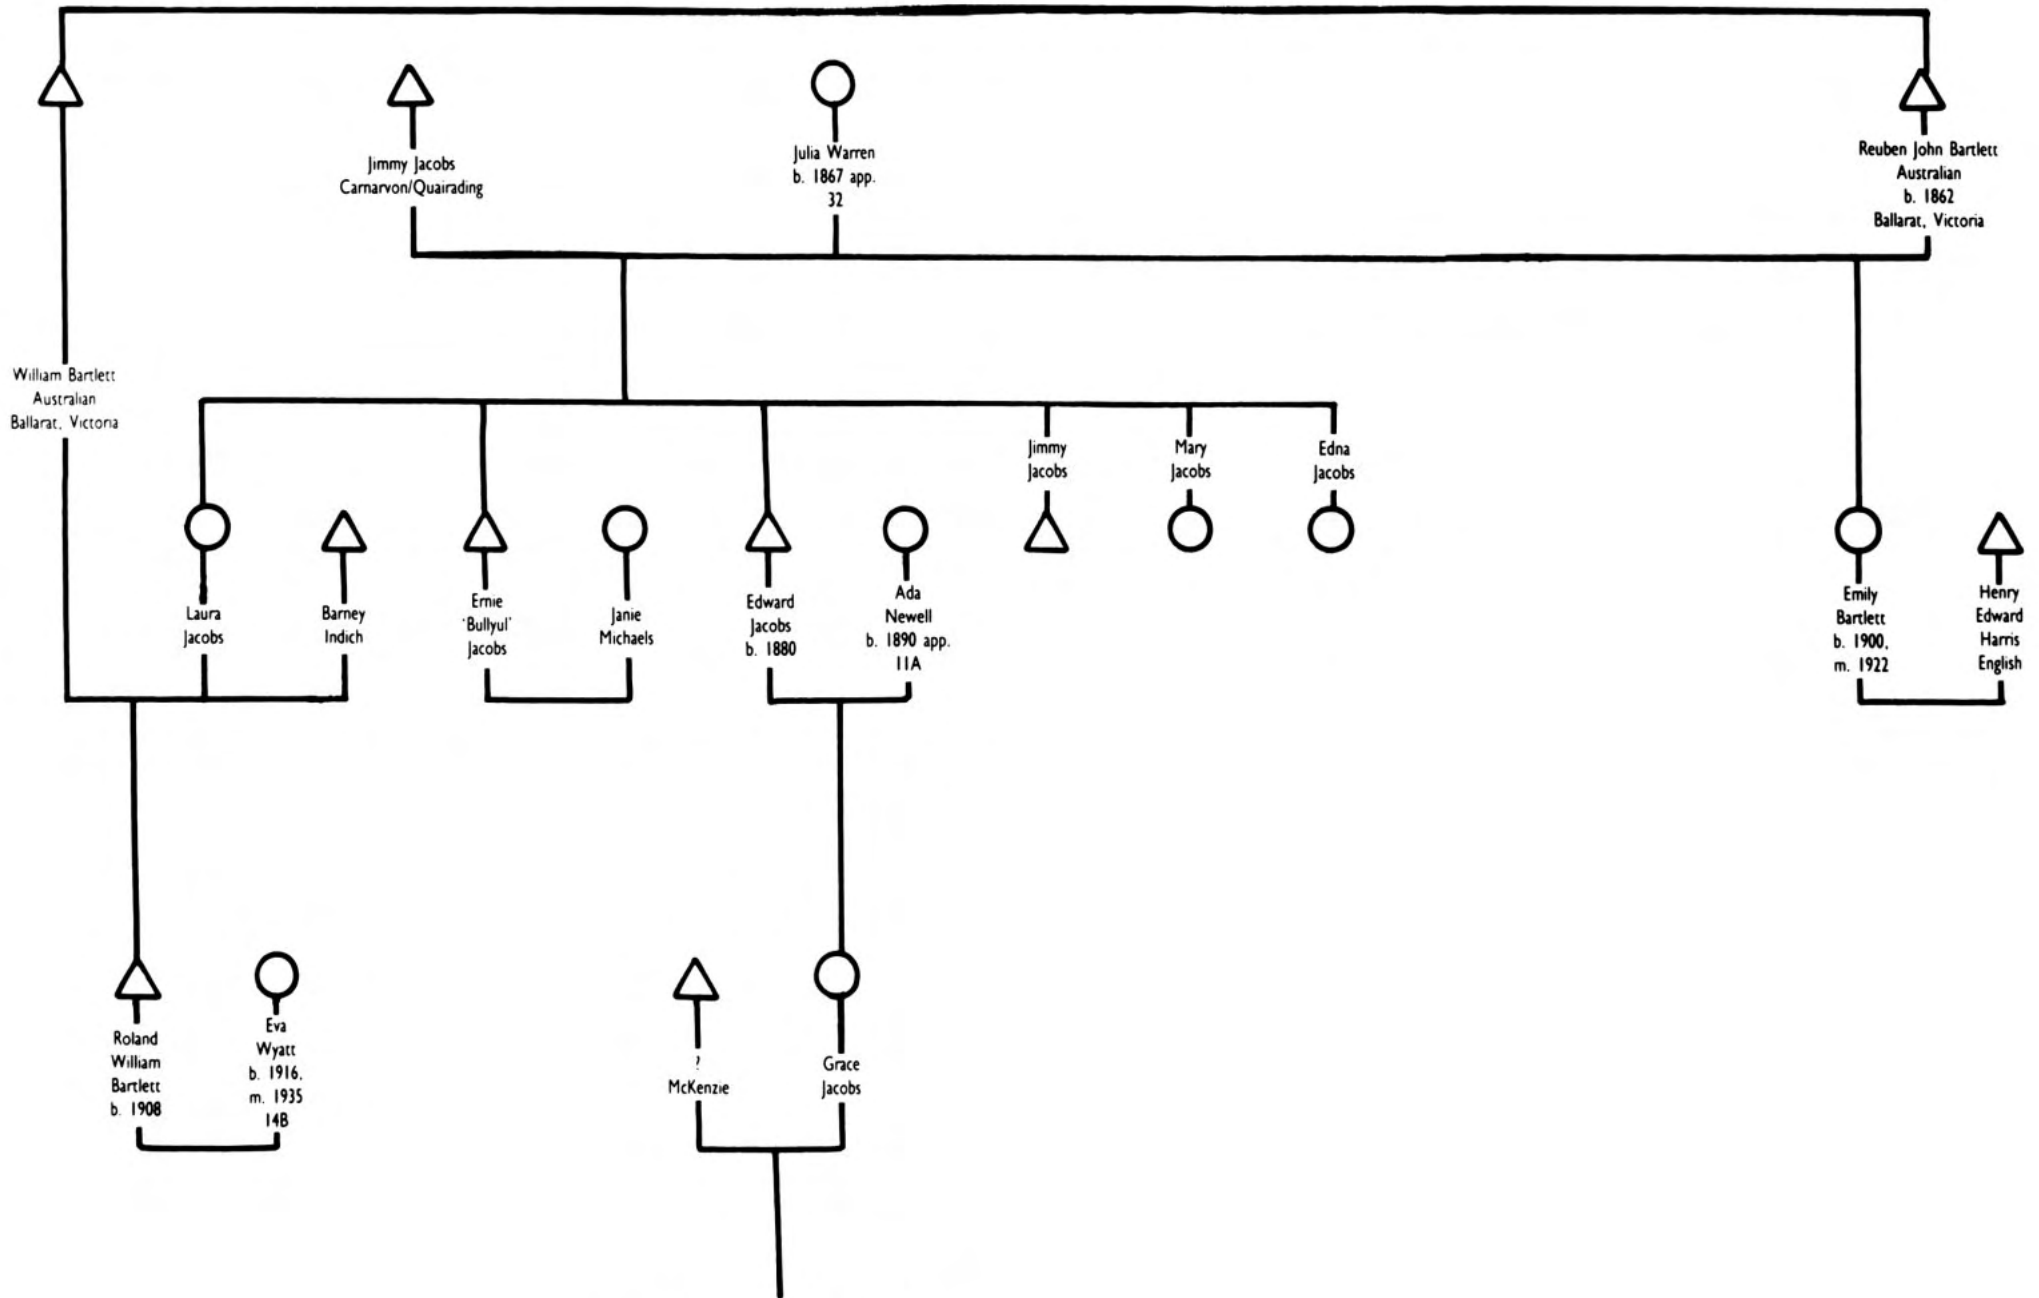 Jimmy Jacobs
Carnarvon/Quairading
Julia Warren
b. 1867 app.
32
Reuben John Bartlett
Australian
b. 1862
Ballarat, Victoria
William Bartlett
Australian
Ballarat, Victoria
Jimmy
Jacobs
Mary
Jacobs
Edna
Jacobs
Laura
Jacobs
Barney
Indich
Ernie
'Bullyul'
Jacobs
Janie
Michaels
Edward
Jacobs
b. 1880
Ada
Newell
b. 1890 app.
11A
Emily
Bartlett
b. 1900,
m. 1922
Henry
Edward
Harris
English
Roland
William
Bartlett
b. 1908
Eva
Wyatt
b. 1916,
m. 1935
14B
?
McKenzie
Grace
Jacobs